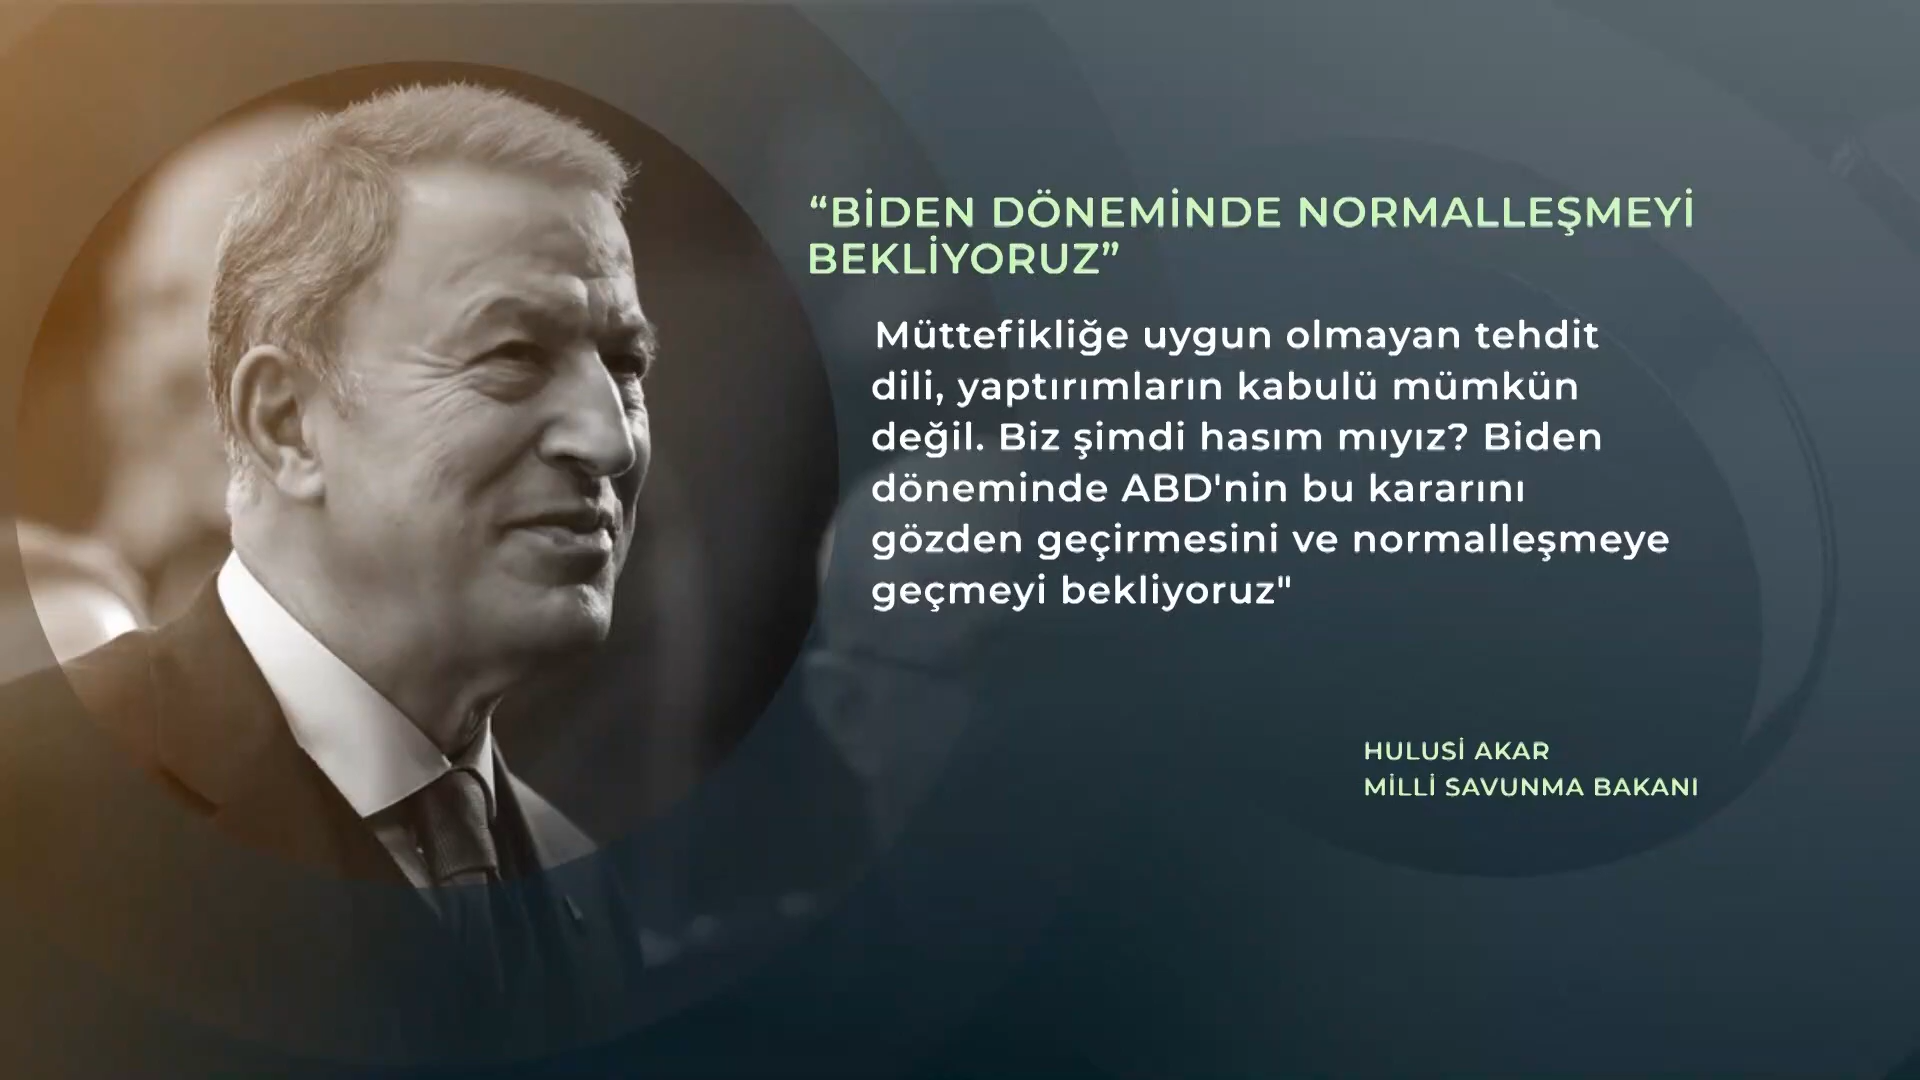 “BİDEN DÖNEMİNDE NORMALLEŞMEYİ
BEKLİYORUZ”
Müttefikliğe uygun olmayan tehdit
dili, yaptırımların kabulü mümkün
değil. Biz şimdi hasım mıyız? Biden
döneminde ABD'nin bu kararını
gözden geçirmesini ve normalleşmeye
geçmeyi bekliyoruz"
HULUSİ AKAR
MİLLİ SAVUNMA BAKANI